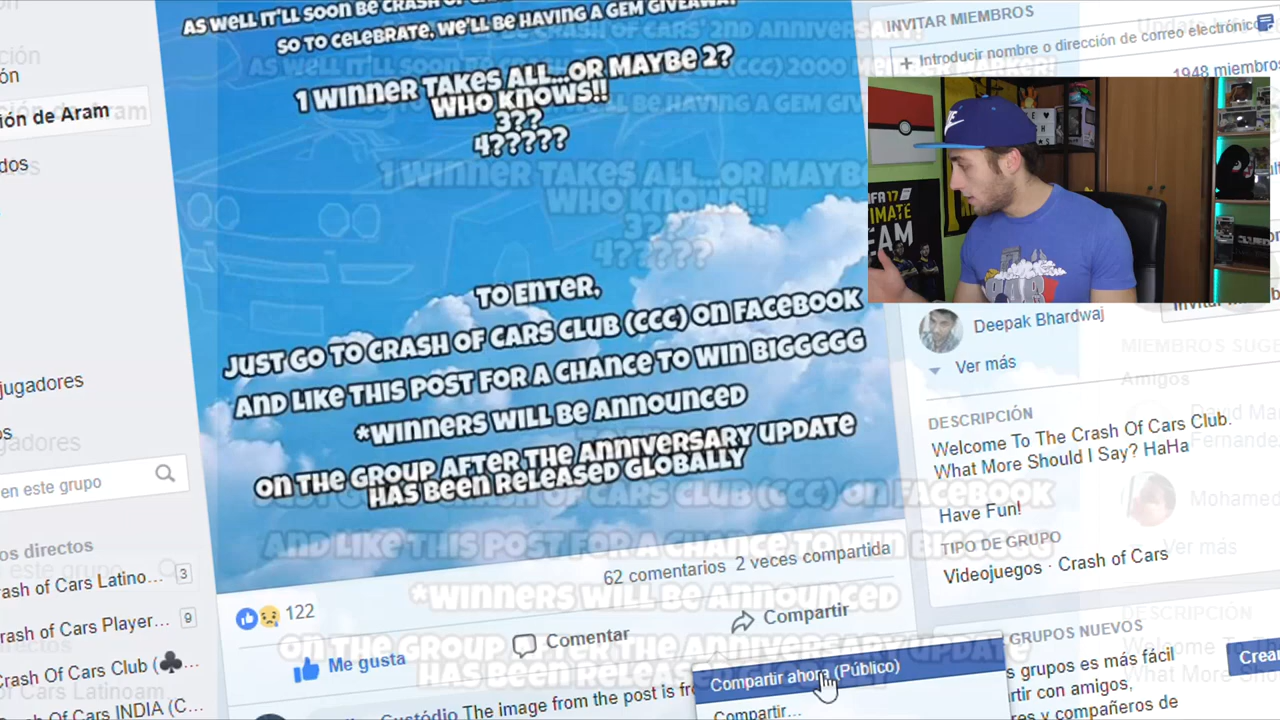 AS WELL IT'LL SOON BE CRASH OF
SO TO CELEBRATE, WE'LL BE HAVING A GEM GIVEAWAY
1 WINNER TAKES ALL...OR MAYBE 2?
WHO KNOWS!!
3??
4?????
TO ENTER,
JUST GO TO CRASH OF CARS CLUB (CCC) ON FACEBOOK
AND LIKE THIS POST FOR A CHANCE TO WIN BIGGGGG
*WINNERS WILL BE ANNOUNCED
ON THE GROUP AFTER THE ANNIVERSARY UPDATE
HAS BEEN RELEASED GLOBALLY
62 comentarios 2 veces compartida
122
Me gusta
Comentar
Compartir
Compartir ahora (Público)
Compartir...
Custódio The image from the post is fr
ción de Aram
jugadores
en este grupo
os directos
ash of Cars Latino... 3
rash of Cars Player... 9
rash Of Cars Club (♣...
Crash Of Cars INDIA (C...
INVITAR MIEMBROS
+ Introducir nombre o dirección de correo electrónico
1948 miembros
FIFA 17
ULTIMATE
TEAM
Deepak Bhardwaj
Ver más
DESCRIPCIÓN
Welcome To The Crash Of Cars Club.
What More Should I Say? HaHa
Have Fun!
TIPO DE GRUPO
Videojuegos · Crash of Cars
GRUPOS NUEVOS
s grupos es más fácil
rtir con amigos,
res y compañeros de
Crear